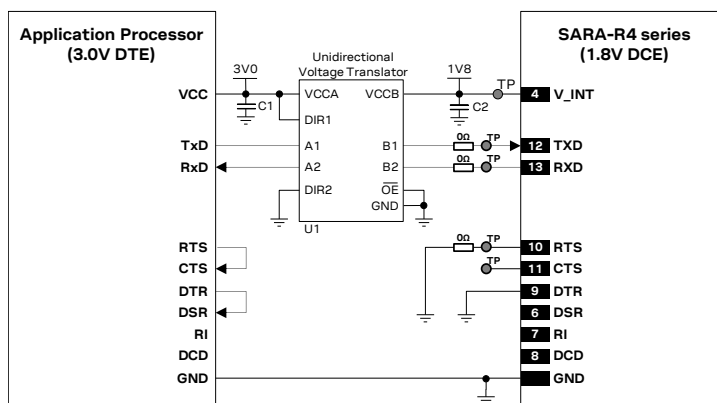 Application Processor
(3.0V DTE)
SARA-R4 series
(1.8V DCE)
Unidirectional
Voltage Translator
3V0
1V8
TP
VCC
C1
VCCA
VCCB
C2
4
V_INT
DIR1
0Ω
TP
TxD
A1
B1
12
TXD
0Ω
TP
RxD
A2
B2
13
RXD
DIR2
OE
GND
U1
0Ω
TP
RTS
10
RTS
TP
CTS
11
CTS
DTR
9
DTR
DSR
6
DSR
RI
7
RI
DCD
8
DCD
GND
GND